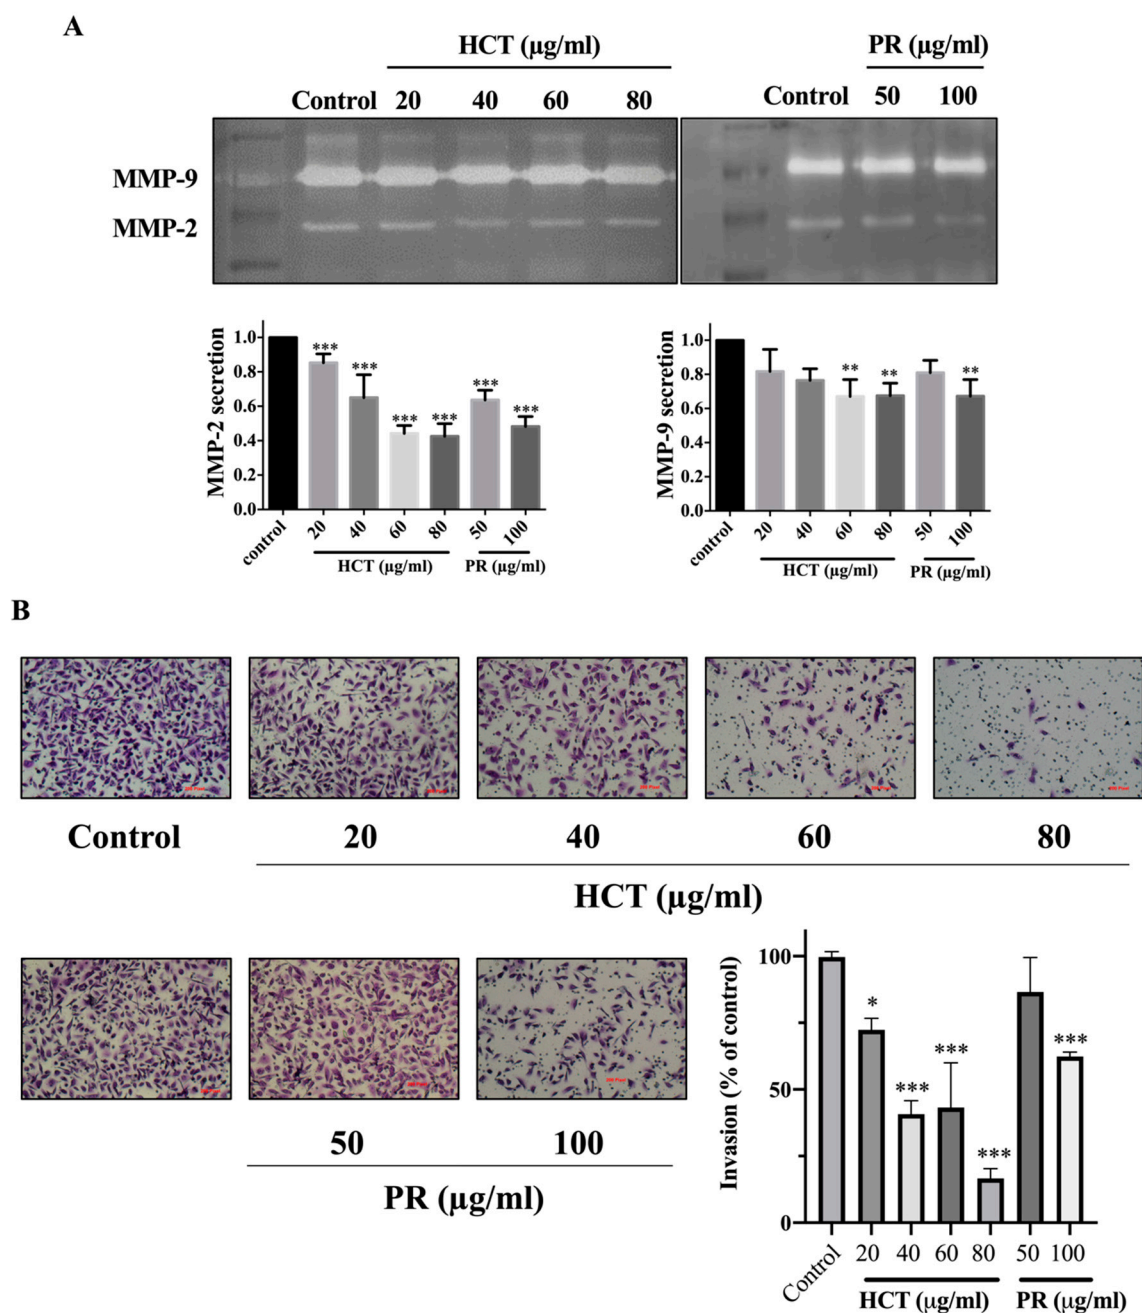 A
HCT (µg/ml)
PR (µg/ml)
Control 20 40 60 80
Control 50 100
MMP-9
MMP-2
MMP-2 secretion
1.0
0.8
0.6
0.4
0.2
0.0
*** *** *** *** *** ***
control 20 40 60 80 50 100
HCT (µg/ml) PR (µg/ml)
MMP-9 secretion
1.0
0.8
0.6
0.4
0.2
0.0
** ** **
control 20 40 60 80 50 100
HCT (µg/ml) PR (µg/ml)
B
Control 20 40 60 80
HCT (µg/ml)
50 100
PR (µg/ml)
Invasion (% of control)
100
50
0
* *** *** *** ***
Control 20 40 60 80 50 100
HCT (µg/ml) PR (µg/ml)